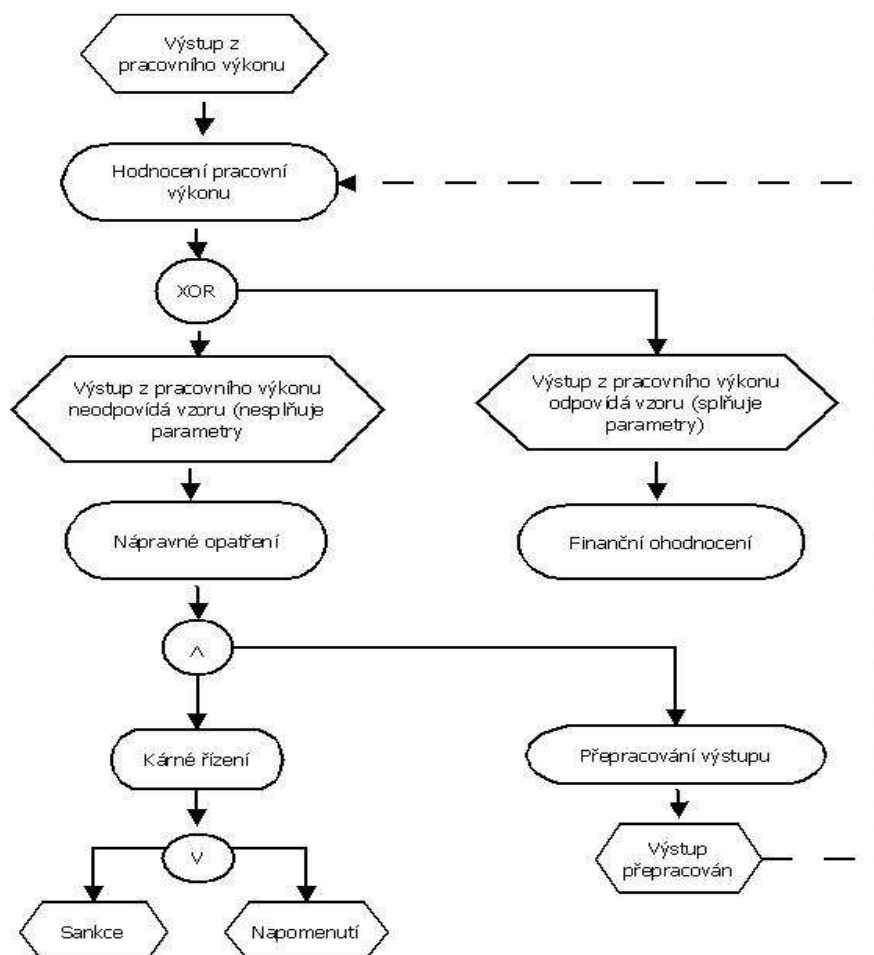 Výstup z
pracovního výkonu
Hodnocení pracovní
výkonu
XOR
Výstup z pracovního výkonu
neodpovídá vzoru (nesplňuje
parametry
Výstup z pracovního výkonu
odpovídá vzoru (splňuje
parametry)
Nápravné opatření
Finanční ohodnocení
Λ
Kárné řízení
Přepracování výstupu
V
Výstup
přepracován
Sankce
Napomenutí